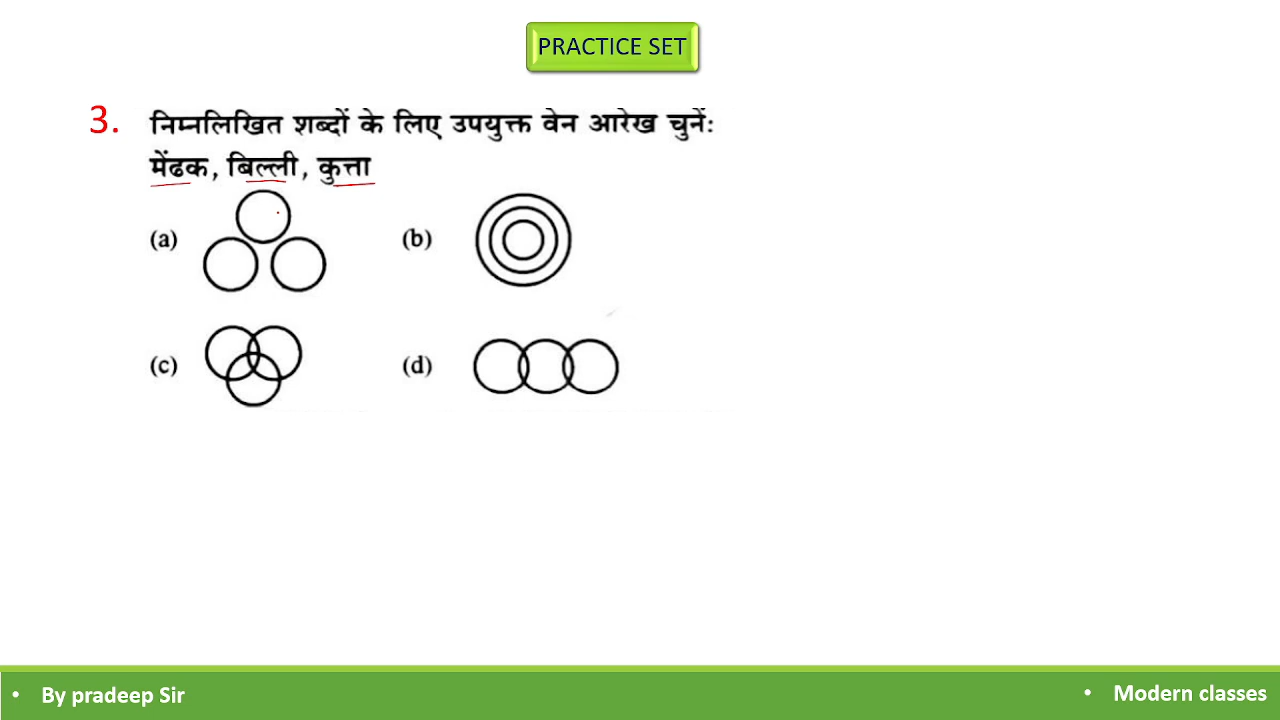 PRACTICE SET
3. निम्नलिखित शब्दों के लिए उपयुक्त वेन आरेख चुनें:
मेंढक, बिल्ली, कुत्ता
(a) (b)
(c) (d)
• By pradeep Sir
• Modern classes